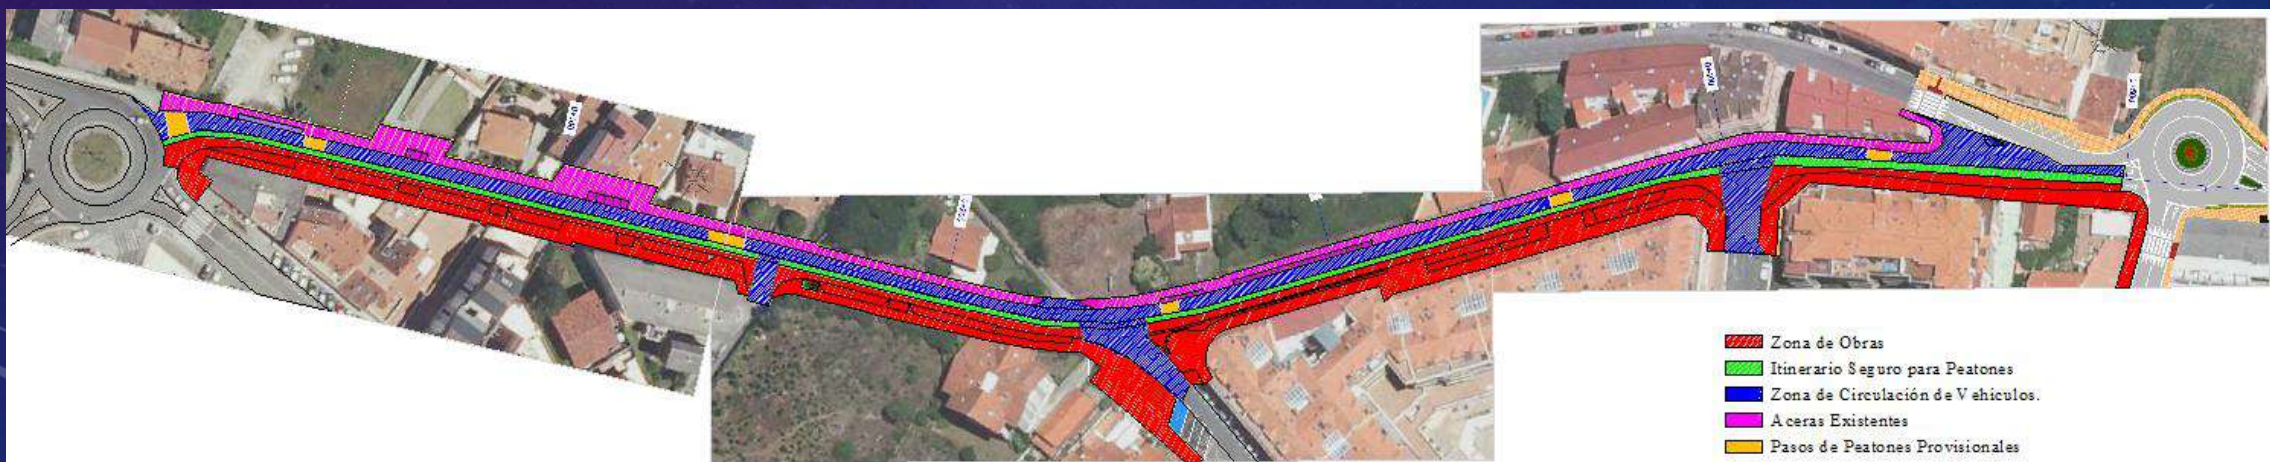 Zona de Obras
Itinerario Seguro para Peatones
Zona de Circulación de Vehiculos.
Aceras Existentes
Pasos de Peatones Provisionales